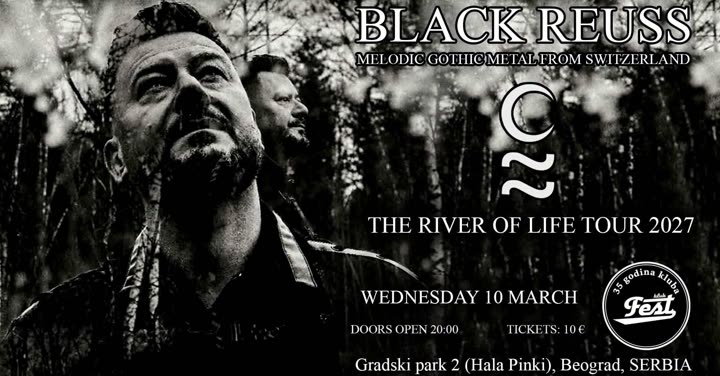 BLACK REUSS
MELODIC GOTHIC METAL FROM SWITZERLAND
THE RIVER OF LIFE TOUR 2027
WEDNESDAY 10 MARCH
DOORS OPEN 20:00
TICKETS: 10 €
35 godina kluba
klub
Fest
Gradski park 2 (Hala Pinki), Beograd, SERBIA